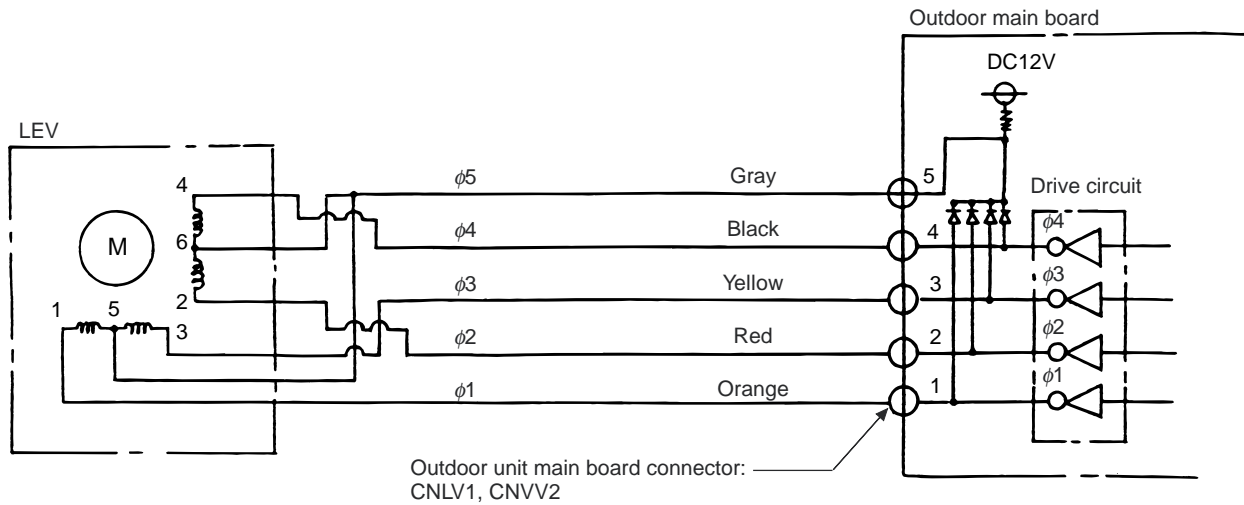 Outdoor main board
DC12V
LEV
4
ϕ5
Gray
5
Drive circuit
M
6
ϕ4
Black
4
ϕ4
2
ϕ3
Yellow
3
ϕ3
1
5
3
ϕ2
Red
2
ϕ2
ϕ1
Orange
1
ϕ1
Outdoor unit main board connector:
CNLV1, CNVV2